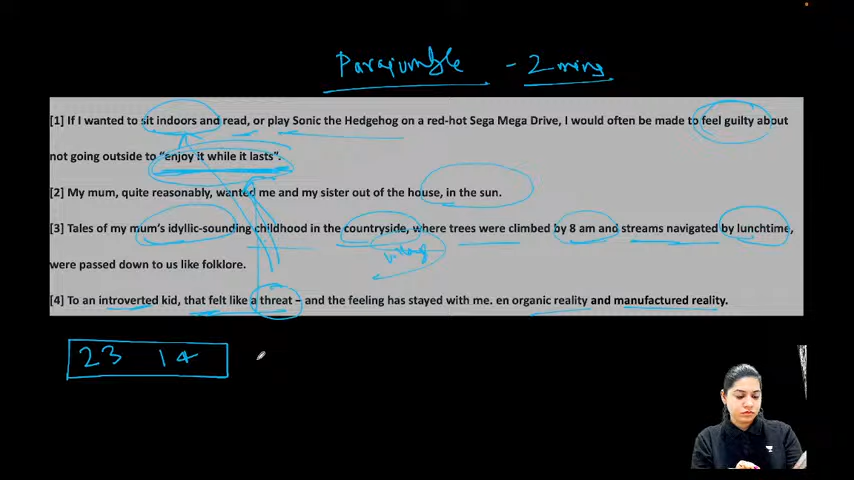 Parajumble - 2 mins
[1] If I wanted to sit indoors and read, or play Sonic the Hedgehog on a red-hot Sega Mega Drive, I would often be made to feel guilty about
not going outside to “enjoy it while it lasts”.
[2] My mum, quite reasonably, wanted me and my sister out of the house, in the sun.
[3] Tales of my mum’s idyllic-sounding childhood in the countryside, where trees were climbed by 8 am and streams navigated by lunchtime,
were passed down to us like folklore.
[4] To an introverted kid, that felt like a threat – and the feeling has stayed with me. en organic reality and manufactured reality.
23 14